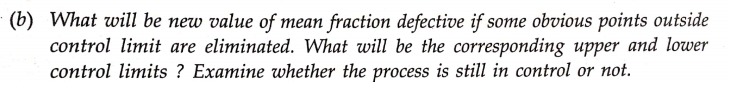 (b) What will be new value of mean fraction defective if some obvious points outside
control limit are eliminated. What will be the corresponding upper and lower
control limits ? Examine whether the process is still in control or not.